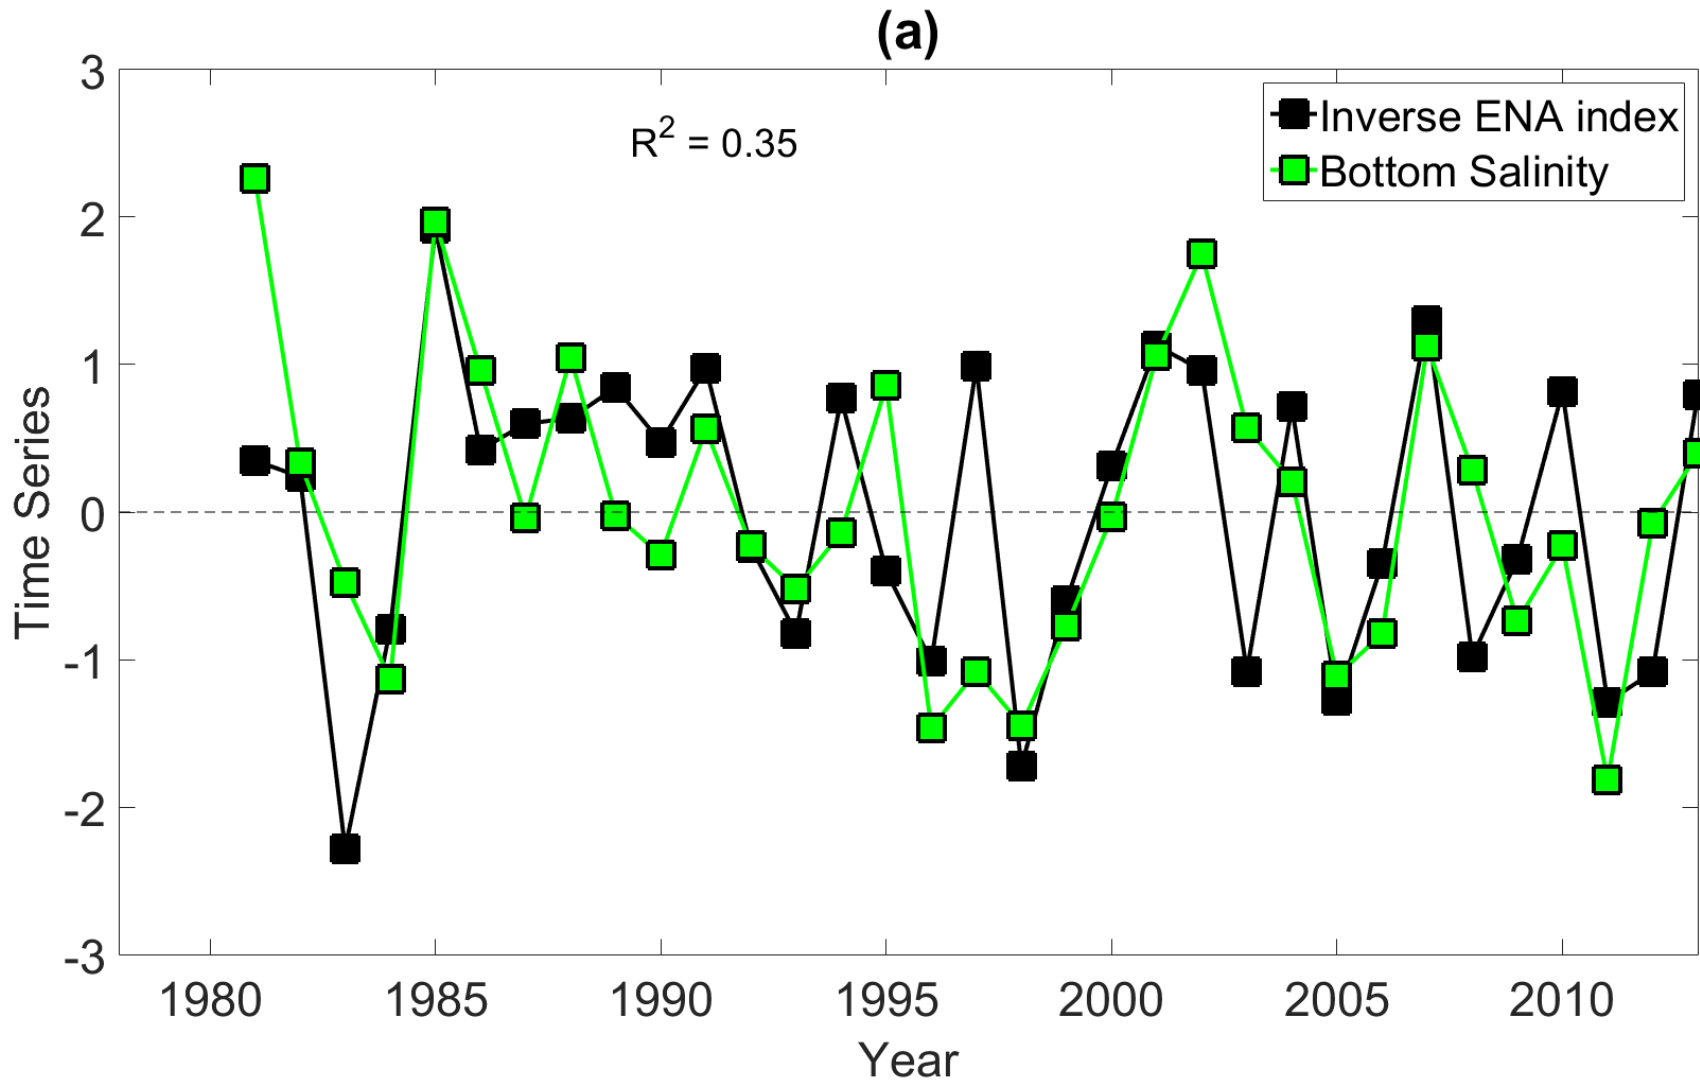 (a)
3
2
1
0
-1
-2
-3
Time Series
R² = 0.35
Inverse ENA index
Bottom Salinity
1980 1985 1990 1995 2000 2005 2010
Year